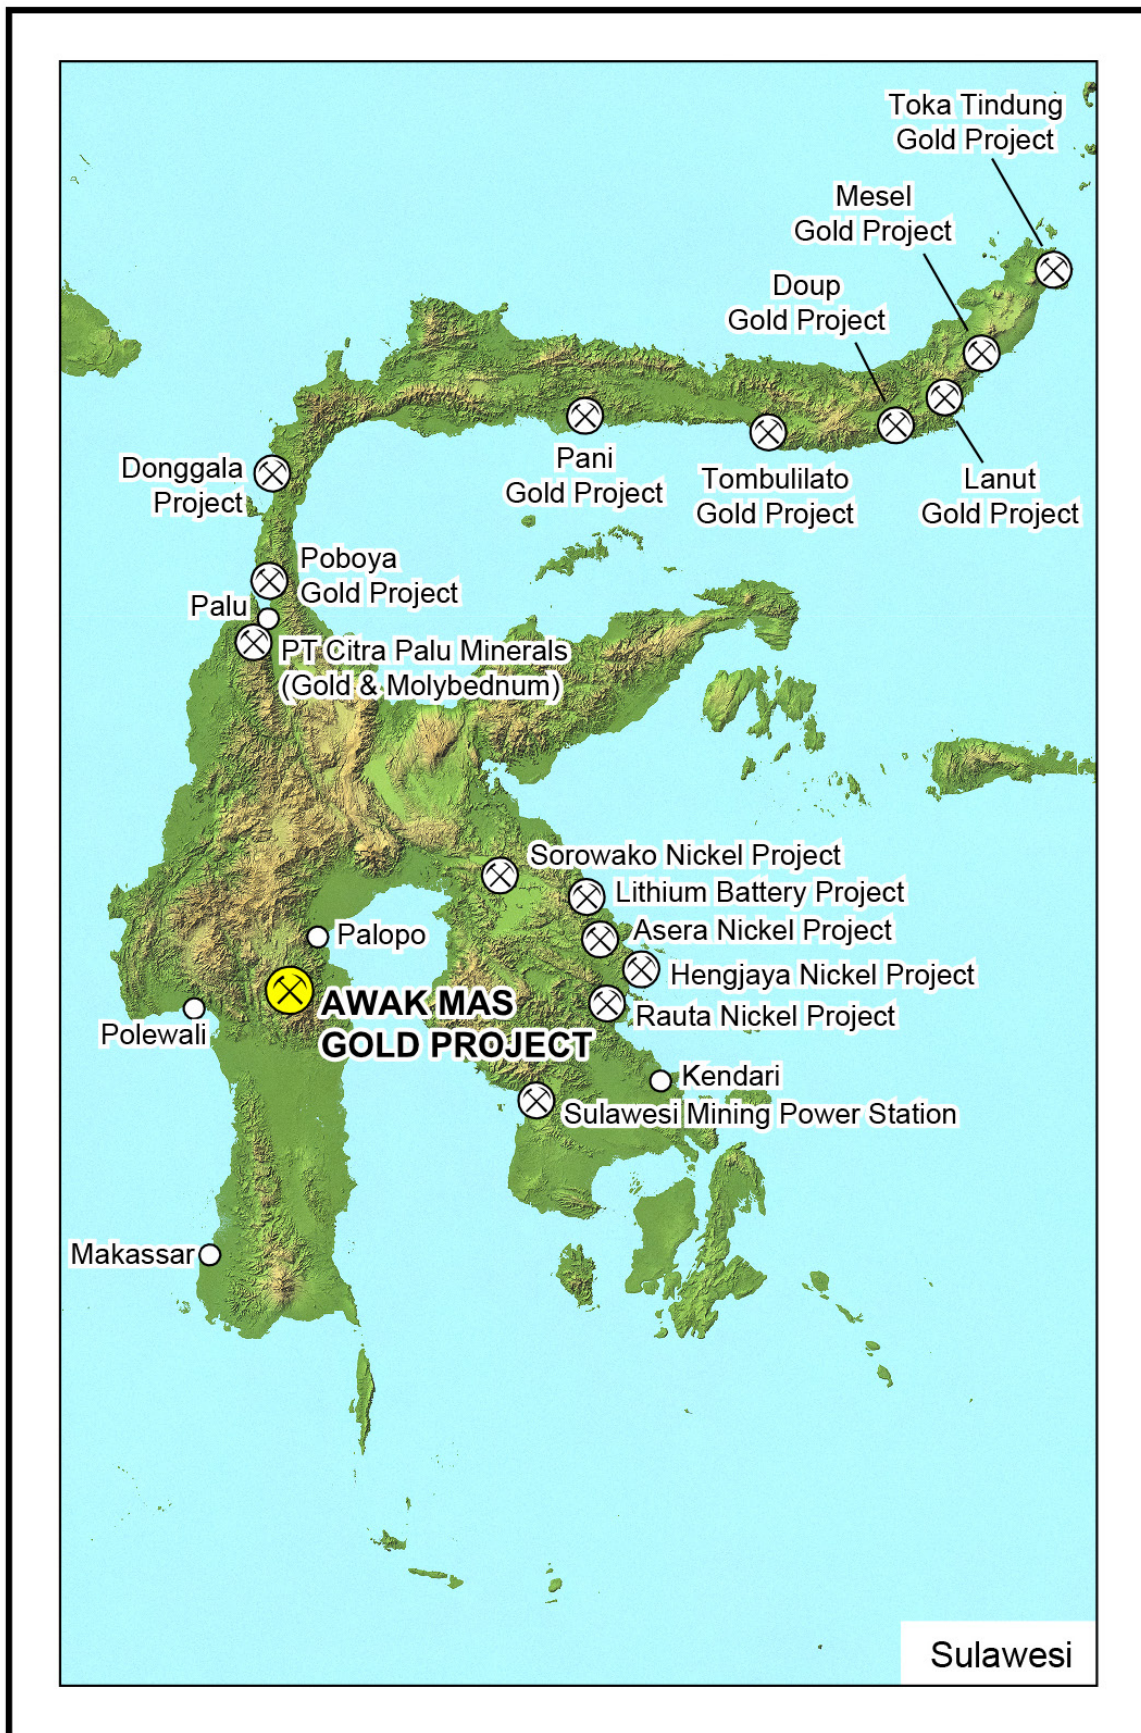 Toka Tindung
Gold Project
Mesel
Gold Project
Doup
Gold Project
Donggala
Project
Pani
Gold Project
Tombulilato
Gold Project
Lanut
Gold Project
Poboya
Gold Project
Palu
PT Citra Palu Minerals
(Gold & Molybednum)
Sorowako Nickel Project
Lithium Battery Project
Asera Nickel Project
Palopo
Hengjaya Nickel Project
AWAK MAS
GOLD PROJECT
Rauta Nickel Project
Polewali
Kendari
Sulawesi Mining Power Station
Makassar
Sulawesi